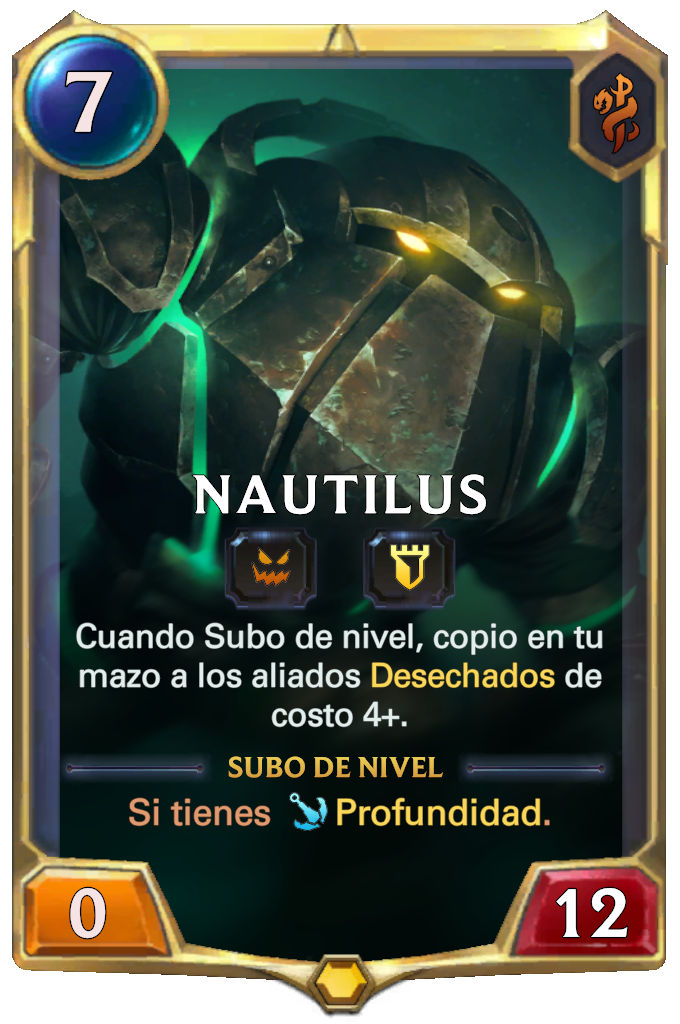 7
NAUTILUS
Cuando Subo de nivel, copio en tu
mazo a los aliados Desechados de
costo 4+.
SUBO DE NIVEL
Si tienes Profundidad.
0
12